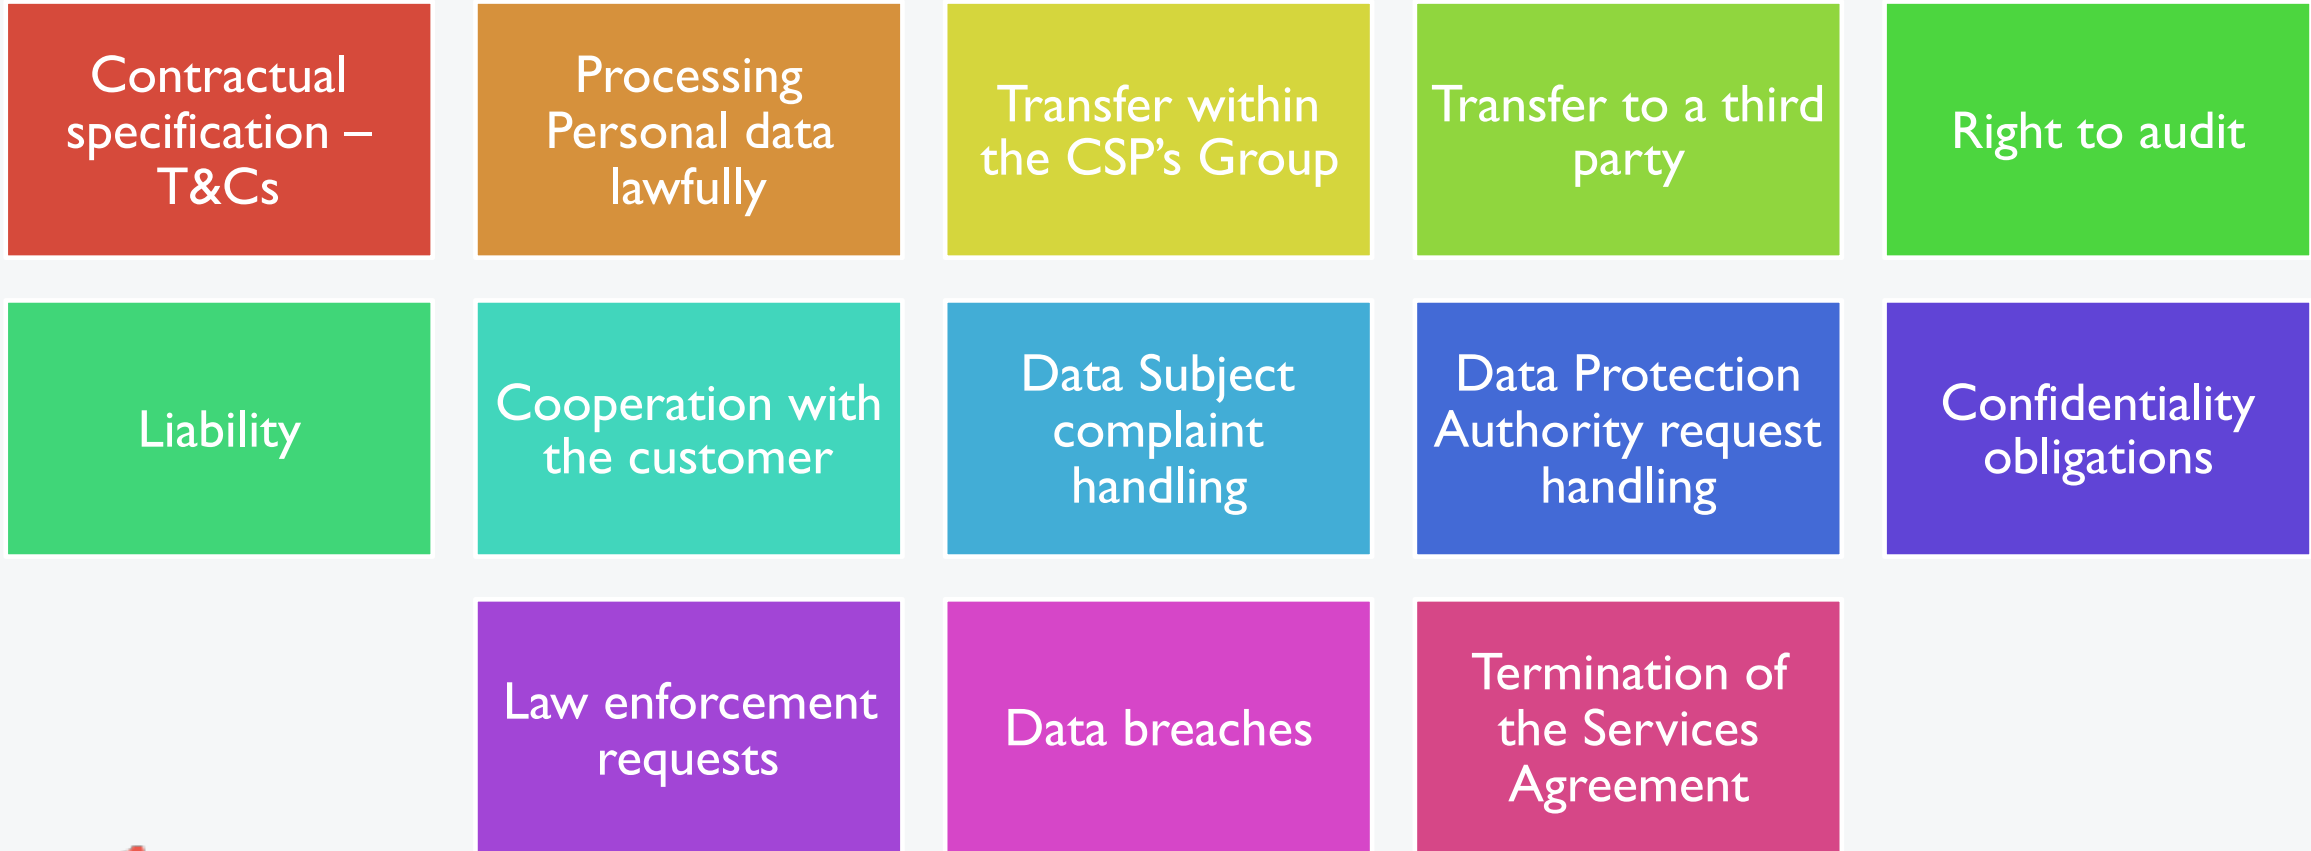 Contractual
specification –
T&Cs
Processing
Personal data
lawfully
Transfer within
the CSP’s Group
Transfer to a third
party
Right to audit
Liability
Cooperation with
the customer
Data Subject
complaint
handling
Data Protection
Authority request
handling
Confidentiality
obligations
Law enforcement
requests
Data breaches
Termination of
the Services
Agreement